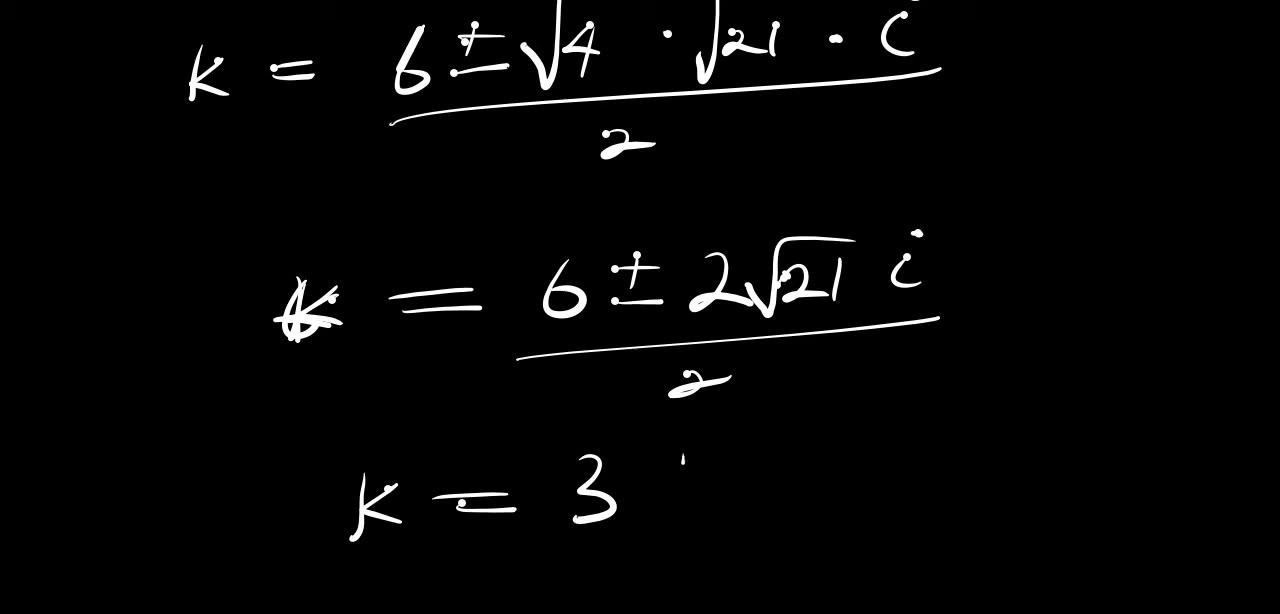 k = (6 ± √4 · √21 · i) / 2
k = (6 ± 2√21 i) / 2
k = 3